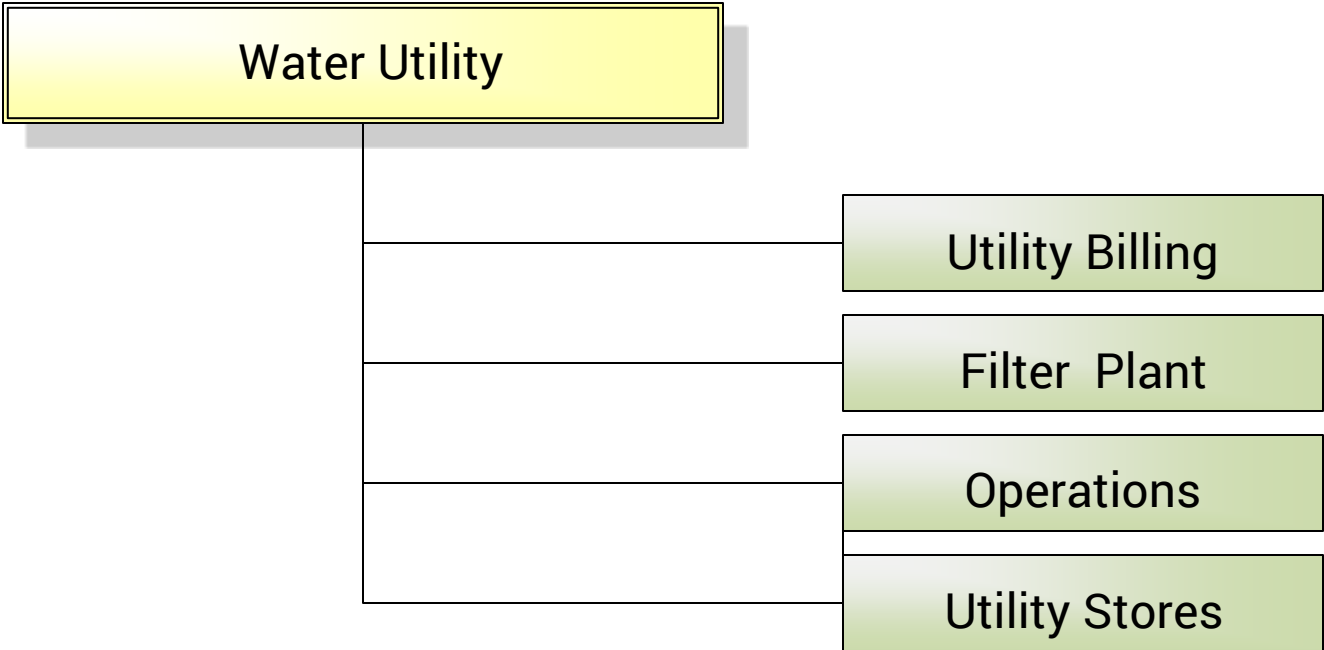 Water Utility
Utility Billing
Filter Plant
Operations
Utility Stores